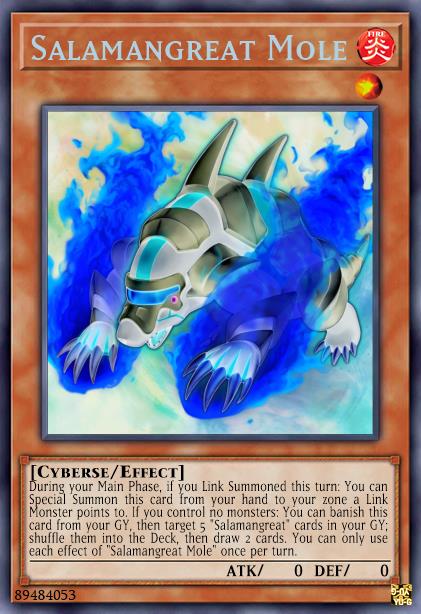 SALAMANGREAT MOLE
FIRE
炎
[CYBERSE/EFFECT]
During your Main Phase, if you Link Summoned this turn: You can
Special Summon this card from your hand to your zone a Link
Monster points to. If you control no monsters: You can banish this
card from your GY, then target 5 "Salamangreat" cards in your GY;
shuffle them into the Deck, then draw 2 cards. You can only use
each effect of "Salamangreat Mole" once per turn.
ATK/ 0 DEF/ 0
89484053